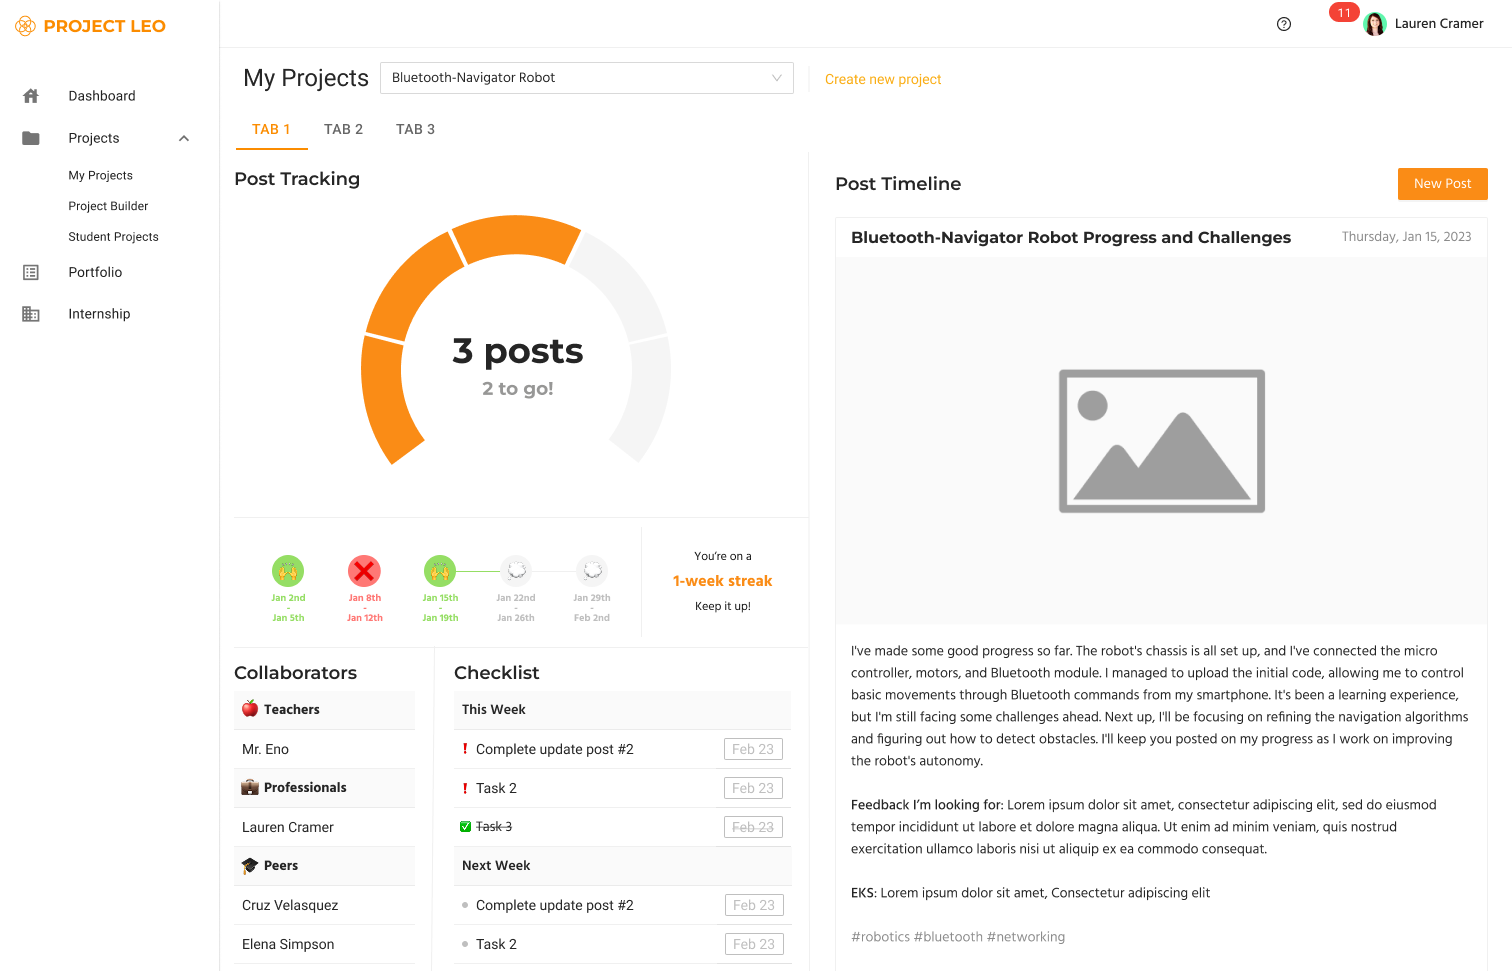 PROJECT LEO
11
Lauren Cramer
Dashboard
Projects
My Projects
Project Builder
Student Projects
Portfolio
Internship
My Projects
Bluetooth-Navigator Robot
Create new project
TAB 1
TAB 2
TAB 3
Post Tracking
3 posts
2 to go!
Jan 2nd
-
Jan 5th
Jan 8th
-
Jan 12th
Jan 15th
-
Jan 19th
Jan 22nd
-
Jan 26th
Jan 29th
-
Feb 2nd
You're on a
1-week streak
Keep it up!
Collaborators
Teachers
Mr. Eno
Professionals
Lauren Cramer
Peers
Cruz Velasquez
Elena Simpson
Checklist
This Week
Complete update post #2
Feb 23
Task 2
Feb 23
Task 3
Feb 23
Next Week
Complete update post #2
Feb 23
Task 2
Feb 23
Post Timeline
New Post
Bluetooth-Navigator Robot Progress and Challenges
Thursday, Jan 15, 2023
I've made some good progress so far. The robot's chassis is all set up, and I've connected the micro
controller, motors, and Bluetooth module. I managed to upload the initial code, allowing me to control
basic movements through Bluetooth commands from my smartphone. It's been a learning experience,
but I'm still facing some challenges ahead. Next up, I'll be focusing on refining the navigation algorithms
and figuring out how to detect obstacles. I'll keep you posted on my progress as I work on improving
the robot's autonomy.
Feedback I'm looking for: Lorem ipsum dolor sit amet, consectetur adipiscing elit, sed do eiusmod
tempor incididunt ut labore et dolore magna aliqua. Ut enim ad minim veniam, quis nostrud
exercitation ullamco laboris nisi ut aliquip ex ea commodo consequat.
EKS: Lorem ipsum dolor sit amet, Consectetur adipiscing elit
#robotics #bluetooth #networking